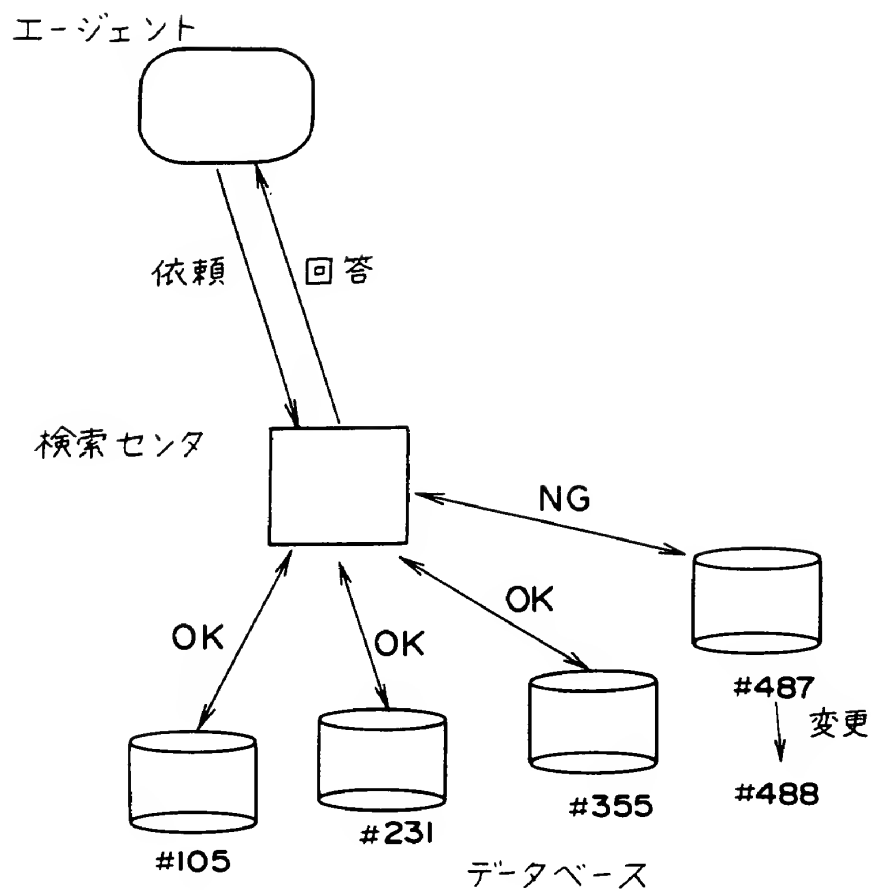 エージェント
依頼
回答
検索センタ
NG
OK
OK
OK
#487
変更
#488
#355
#231
#105
データベース